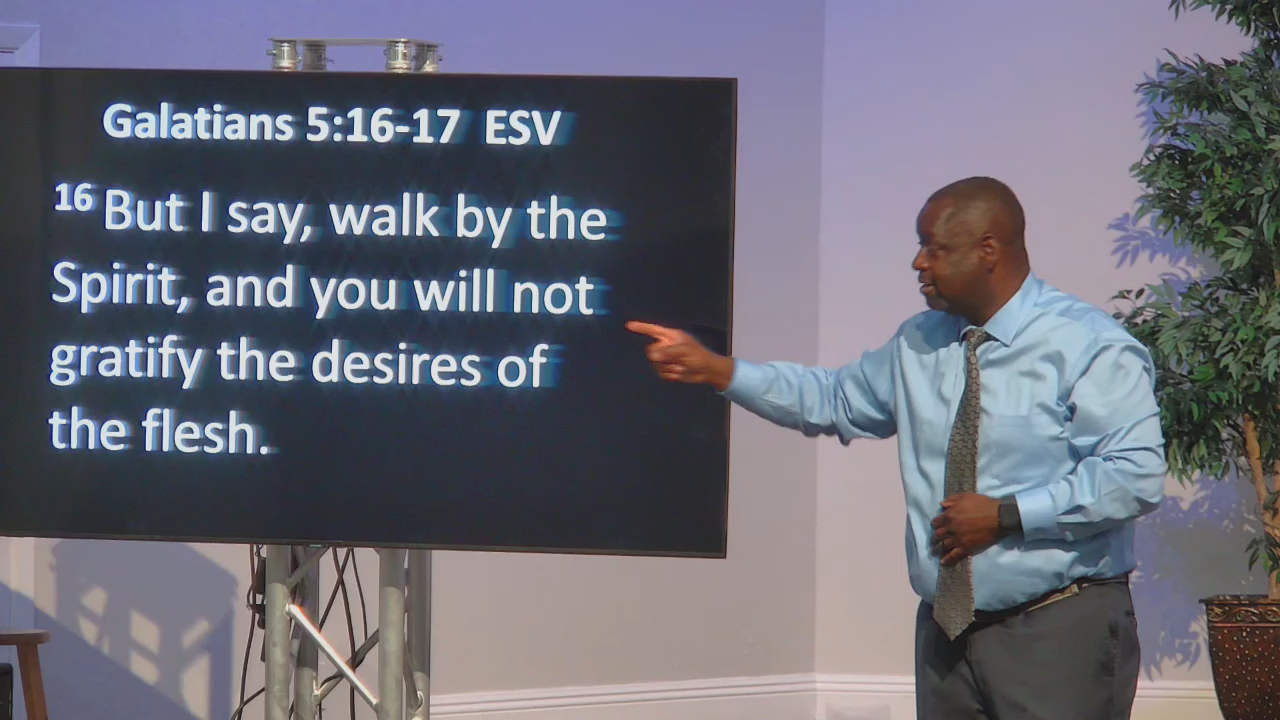 Galatians 5:16-17 ESV
16 But I say, walk by the
Spirit, and you will not
gratify the desires of
the flesh.